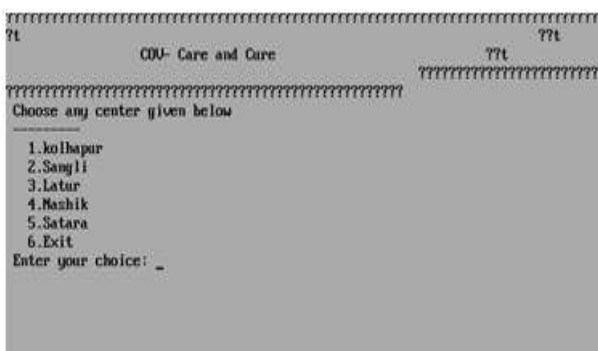 ???????????????????????????????????????????????????????????????????????????????
?t ??t
COV- Care and Cure ??t
????????????????????????
?????????????????????????????????????????????????????
Choose any center given below
---------
1.kolhapur
2.Sangli
3.Latur
4.Nashik
5.Satara
6.Exit
Enter your choice: _